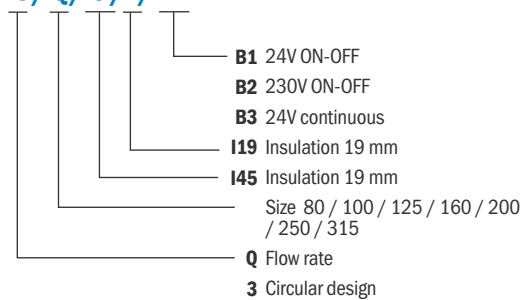 B1 24V ON-OFF
B2 230V ON-OFF
B3 24V continuous
I19 Insulation 19 mm
I45 Insulation 19 mm
Size 80 / 100 / 125 / 160 / 200
/ 250 / 315
Q Flow rate
3 Circular design